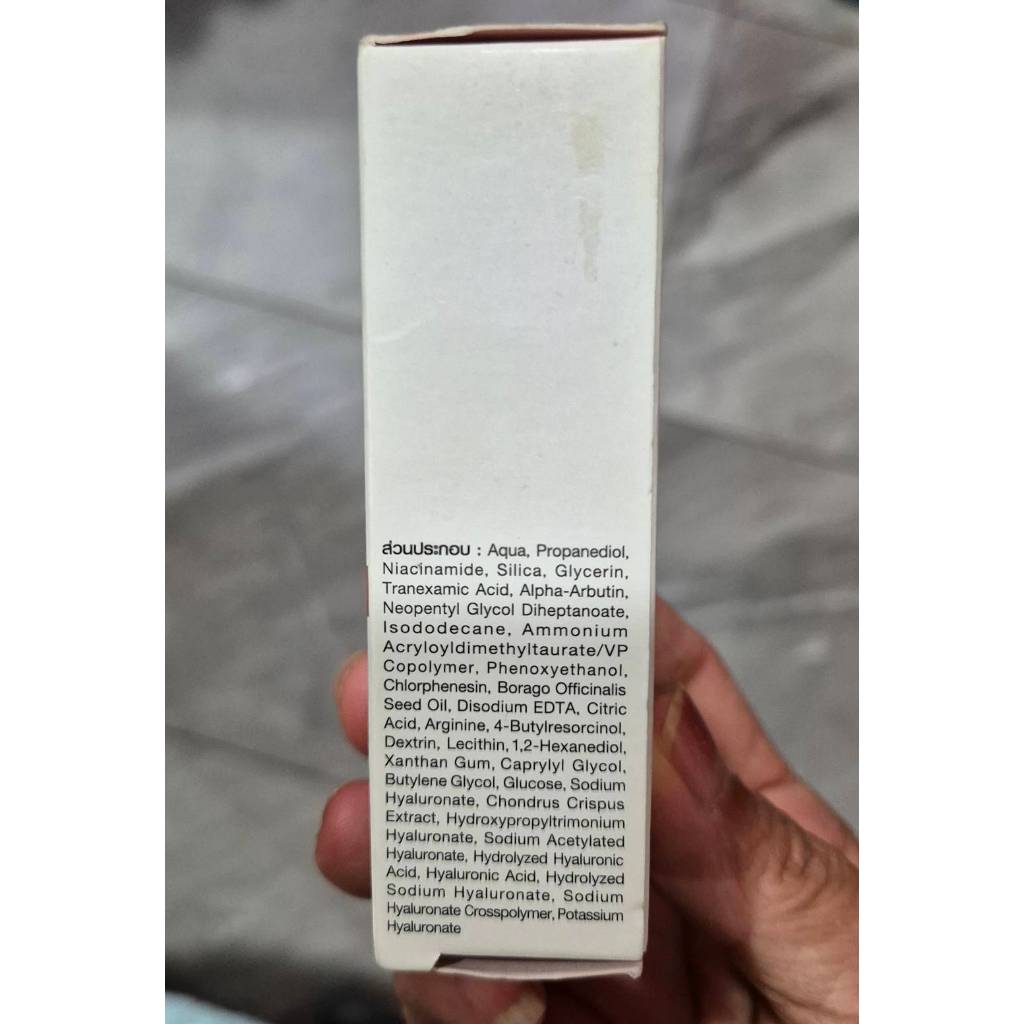 ส่วนประกอบ : Aqua, Propanediol,
Niacinamide, Silica, Glycerin,
Tranexamic Acid, Alpha-Arbutin,
Neopentyl Glycol Diheptanoate,
Isododecane, Ammonium
Acryloyldimethyltaurate/VP
Copolymer, Phenoxyethanol,
Chlorphenesin, Borago Officinalis
Seed Oil, Disodium EDTA, Citric
Acid, Arginine, 4-Butylresorcinol,
Dextrin, Lecithin, 1,2-Hexanediol,
Xanthan Gum, Caprylyl Glycol,
Butylene Glycol, Glucose, Sodium
Hyaluronate, Chondrus Crispus
Extract, Hydroxypropyltrimonium
Hyaluronate, Sodium Acetylated
Hyaluronate, Hydrolyzed Hyaluronic
Acid, Hyaluronic Acid, Hydrolyzed
Sodium Hyaluronate, Sodium
Hyaluronate Crosspolymer, Potassium
Hyaluronate